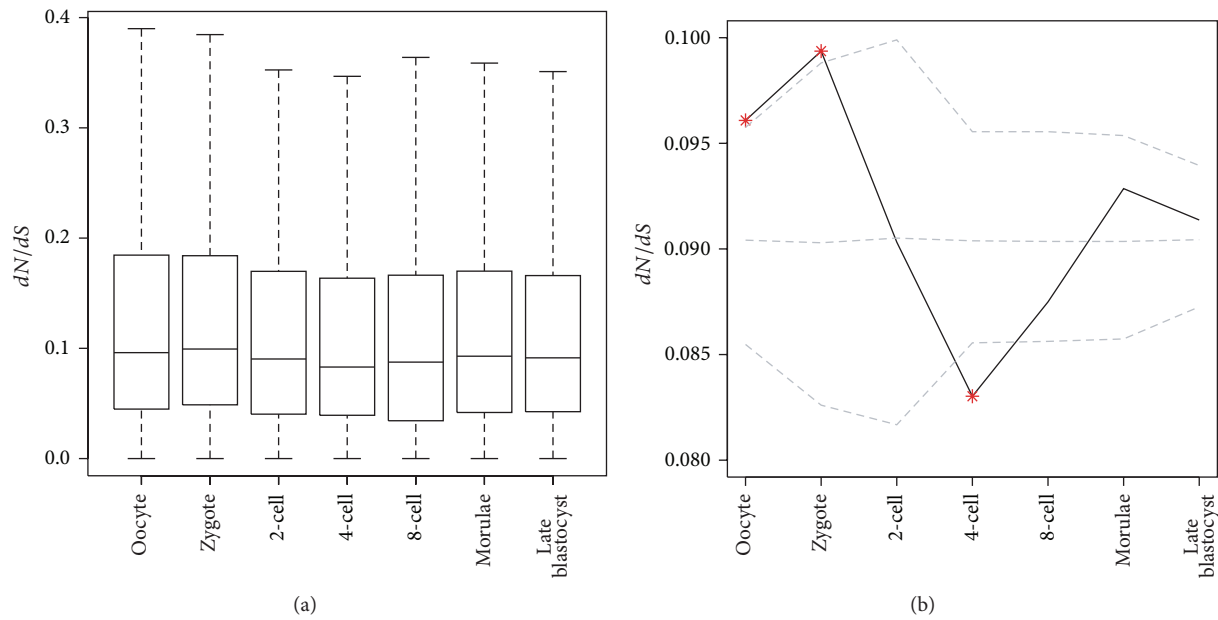 0.4
0.3
0.2
0.1
0.0
dN/dS
Oocyte
Zygote
2-cell
4-cell
8-cell
Morulae
Late
blastocyst
(a)
0.100
0.095
0.090
0.085
0.080
dN/dS
Oocyte
Zygote
2-cell
4-cell
8-cell
Morulae
Late
blastocyst
(b)